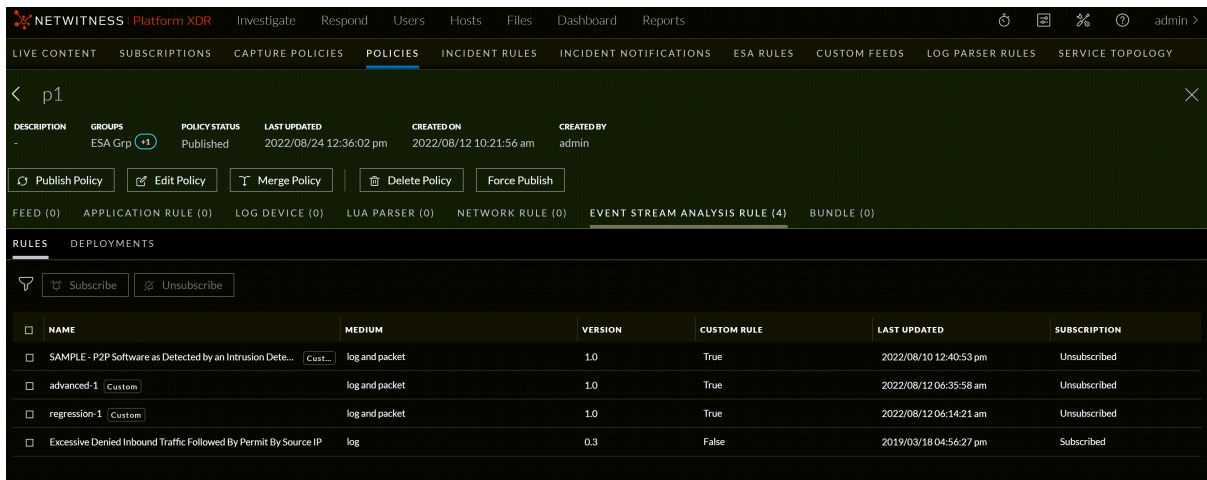 NETWITNESS | Platform XDR Investigate Respond Users Hosts Files Dashboard Reports admin >
LIVE CONTENT SUBSCRIPTIONS CAPTURE POLICIES POLICIES INCIDENT RULES INCIDENT NOTIFICATIONS ESA RULES CUSTOM FEEDS LOG PARSER RULES SERVICE TOPOLOGY
p1
DESCRIPTION GROUPS POLICY STATUS LAST UPDATED CREATED ON CREATED BY
- ESA Grp +1 Published 2022/08/24 12:36:02 pm 2022/08/12 10:21:56 am admin
Publish Policy Edit Policy Merge Policy Delete Policy Force Publish
FEED (0) APPLICATION RULE (0) LOG DEVICE (0) LUA PARSER (0) NETWORK RULE (0) EVENT STREAM ANALYSIS RULE (4) BUNDLE (0)
RULES DEPLOYMENTS
Subscribe Unsubscribe
NAME MEDIUM VERSION CUSTOM RULE LAST UPDATED SUBSCRIPTION
SAMPLE - P2P Software as Detected by an Intrusion Dete... Cust... log and packet 1.0 True 2022/08/10 12:40:53 pm Unsubscribed
advanced-1 Custom log and packet 1.0 True 2022/08/12 06:35:58 am Unsubscribed
regression-1 Custom log and packet 1.0 True 2022/08/12 06:14:21 am Unsubscribed
Excessive Denied Inbound Traffic Followed By Permit By Source IP log 0.3 False 2019/03/18 04:56:27 pm Subscribed